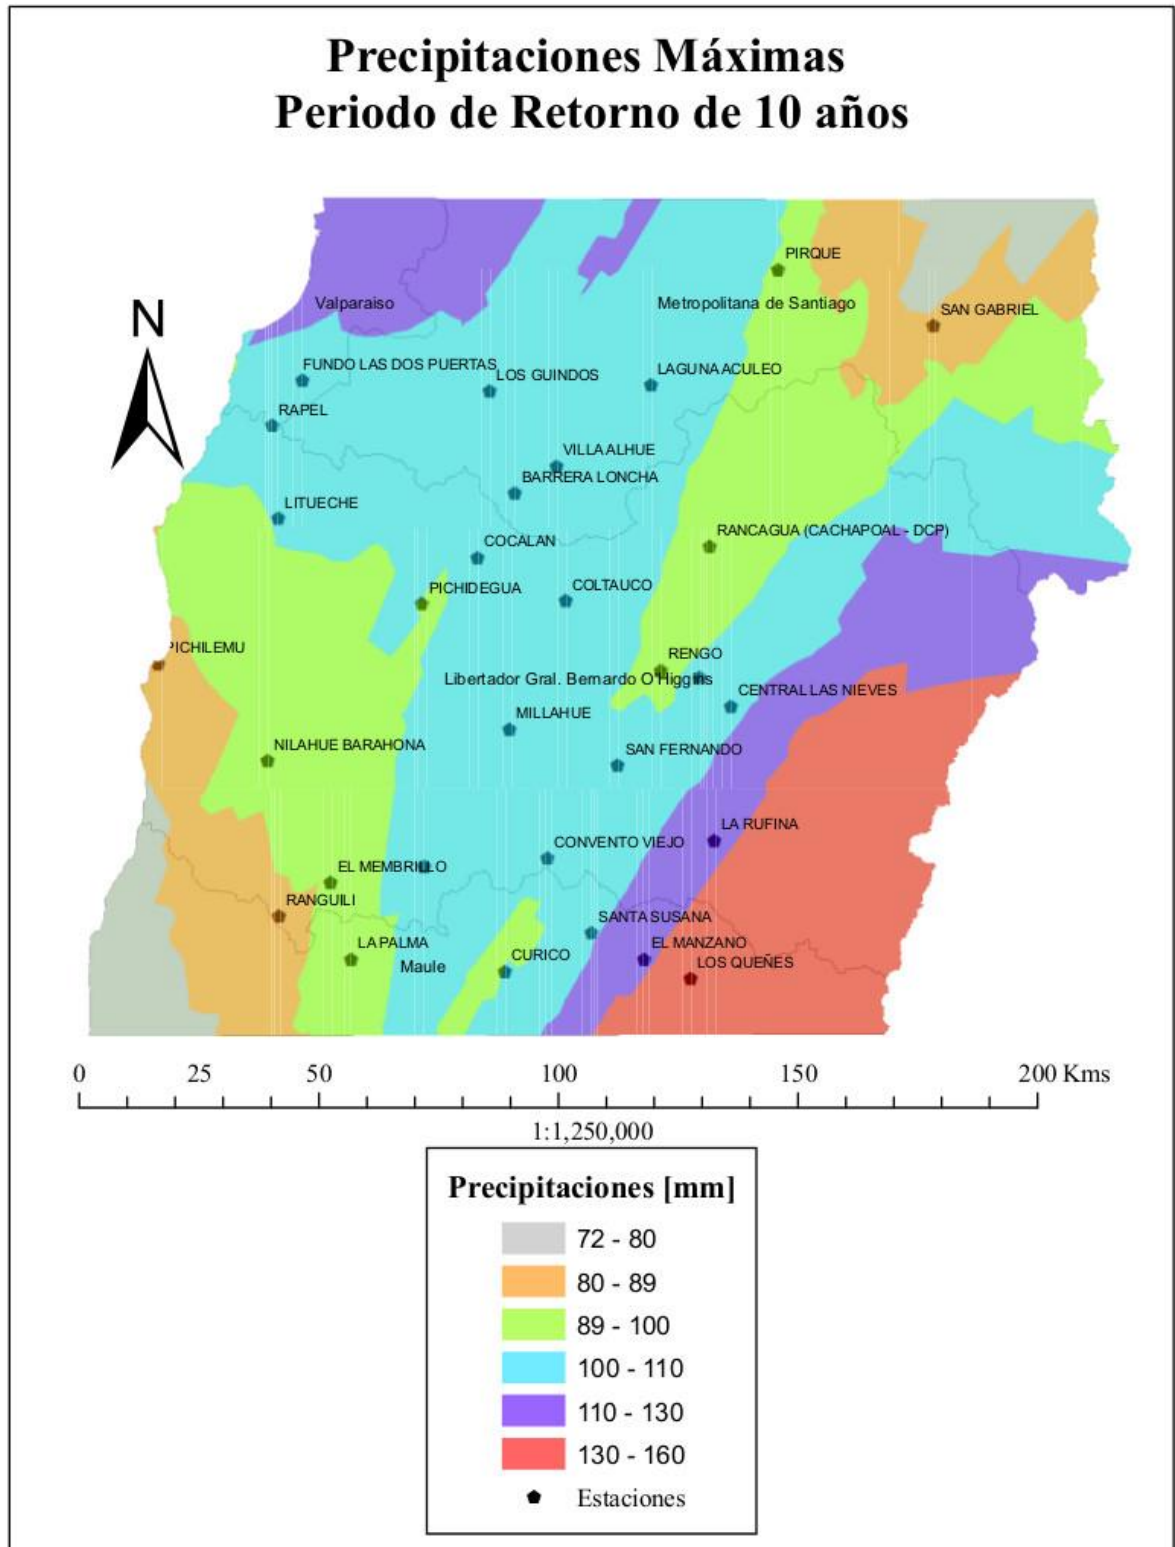 Precipitaciones Máximas
Periodo de Retorno de 10 años
PIRQUE
Valparaiso
Metropolitana de Santiago
N
SAN GABRIEL
FUNDO LAS DOS PUERTAS
LOS GUINDOS
LAGUNA ACULEO
RAPEL
VILLA ALHUE
BARRERA LONCHA
LITUECHE
RANCAGUA (CACHAPOAL - DCP)
COCALAN
PICHIDEGUA
COLTAUCO
PICHILEMU
RENGO
Libertador Gral. Bernardo O'Higgins
CENTRAL LAS NIEVES
MILLAHUE
NILAHUE BARAHONA
SAN FERNANDO
LA RUFINA
CONVENTO VIEJO
EL MEMBRILLO
RANGUILI
SANTA SUSANA
LA PALMA
EL MANZANO
CURICO
LOS QUEÑES
Maule
0 25 50 100 150 200 Kms
1:1,250,000
Precipitaciones [mm]
72 - 80
80 - 89
89 - 100
100 - 110
110 - 130
130 - 160
Estaciones